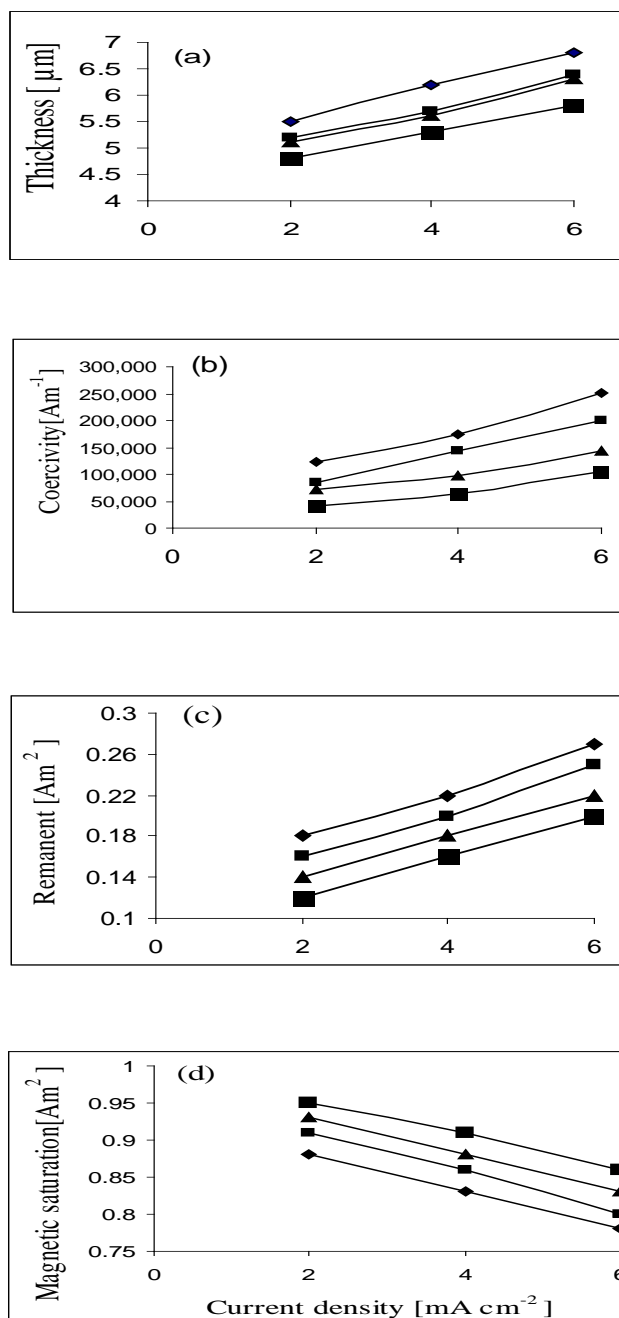 (a)
Thickness [ µm]
7
6.5
6
5.5
5
4.5
4
0 2 4 6
(b)
Coercivity[Am⁻¹]
300,000
250,000
200,000
150,000
100,000
50,000
0
0 2 4 6
(c)
Remanent [Am²]
0.3
0.26
0.22
0.18
0.14
0.1
0 2 4 6
(d)
Magnetic saturation[Am²]
1
0.95
0.9
0.85
0.8
0.75
0 2 4 6
Current density [mA cm⁻²]